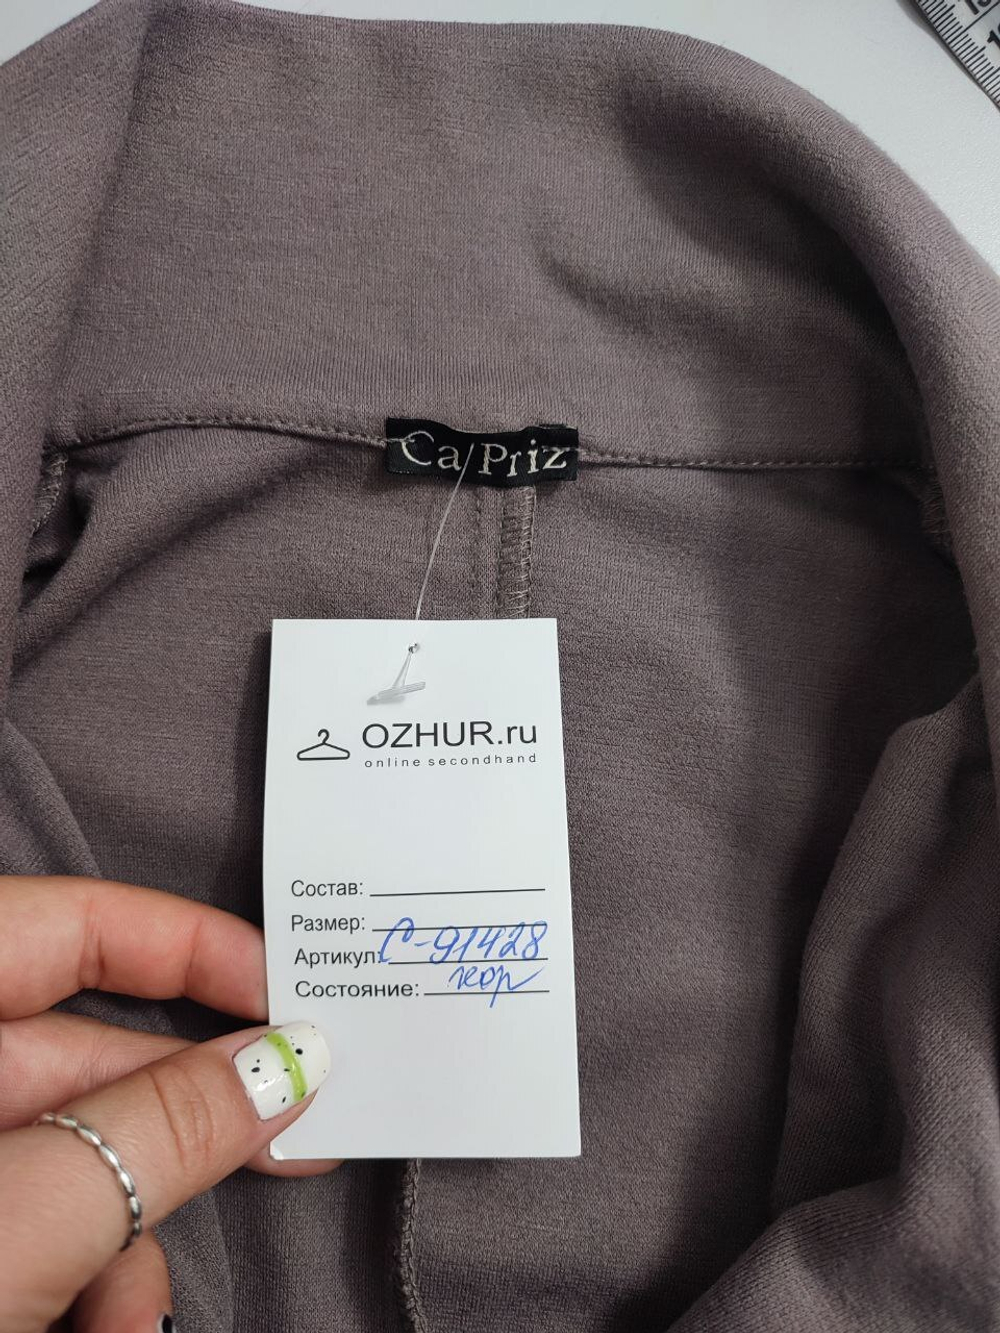 Ca/Priz
OZHUR.ru
online secondhand
Состав:
Размер:
Артикул: С-91428
Состояние: хор